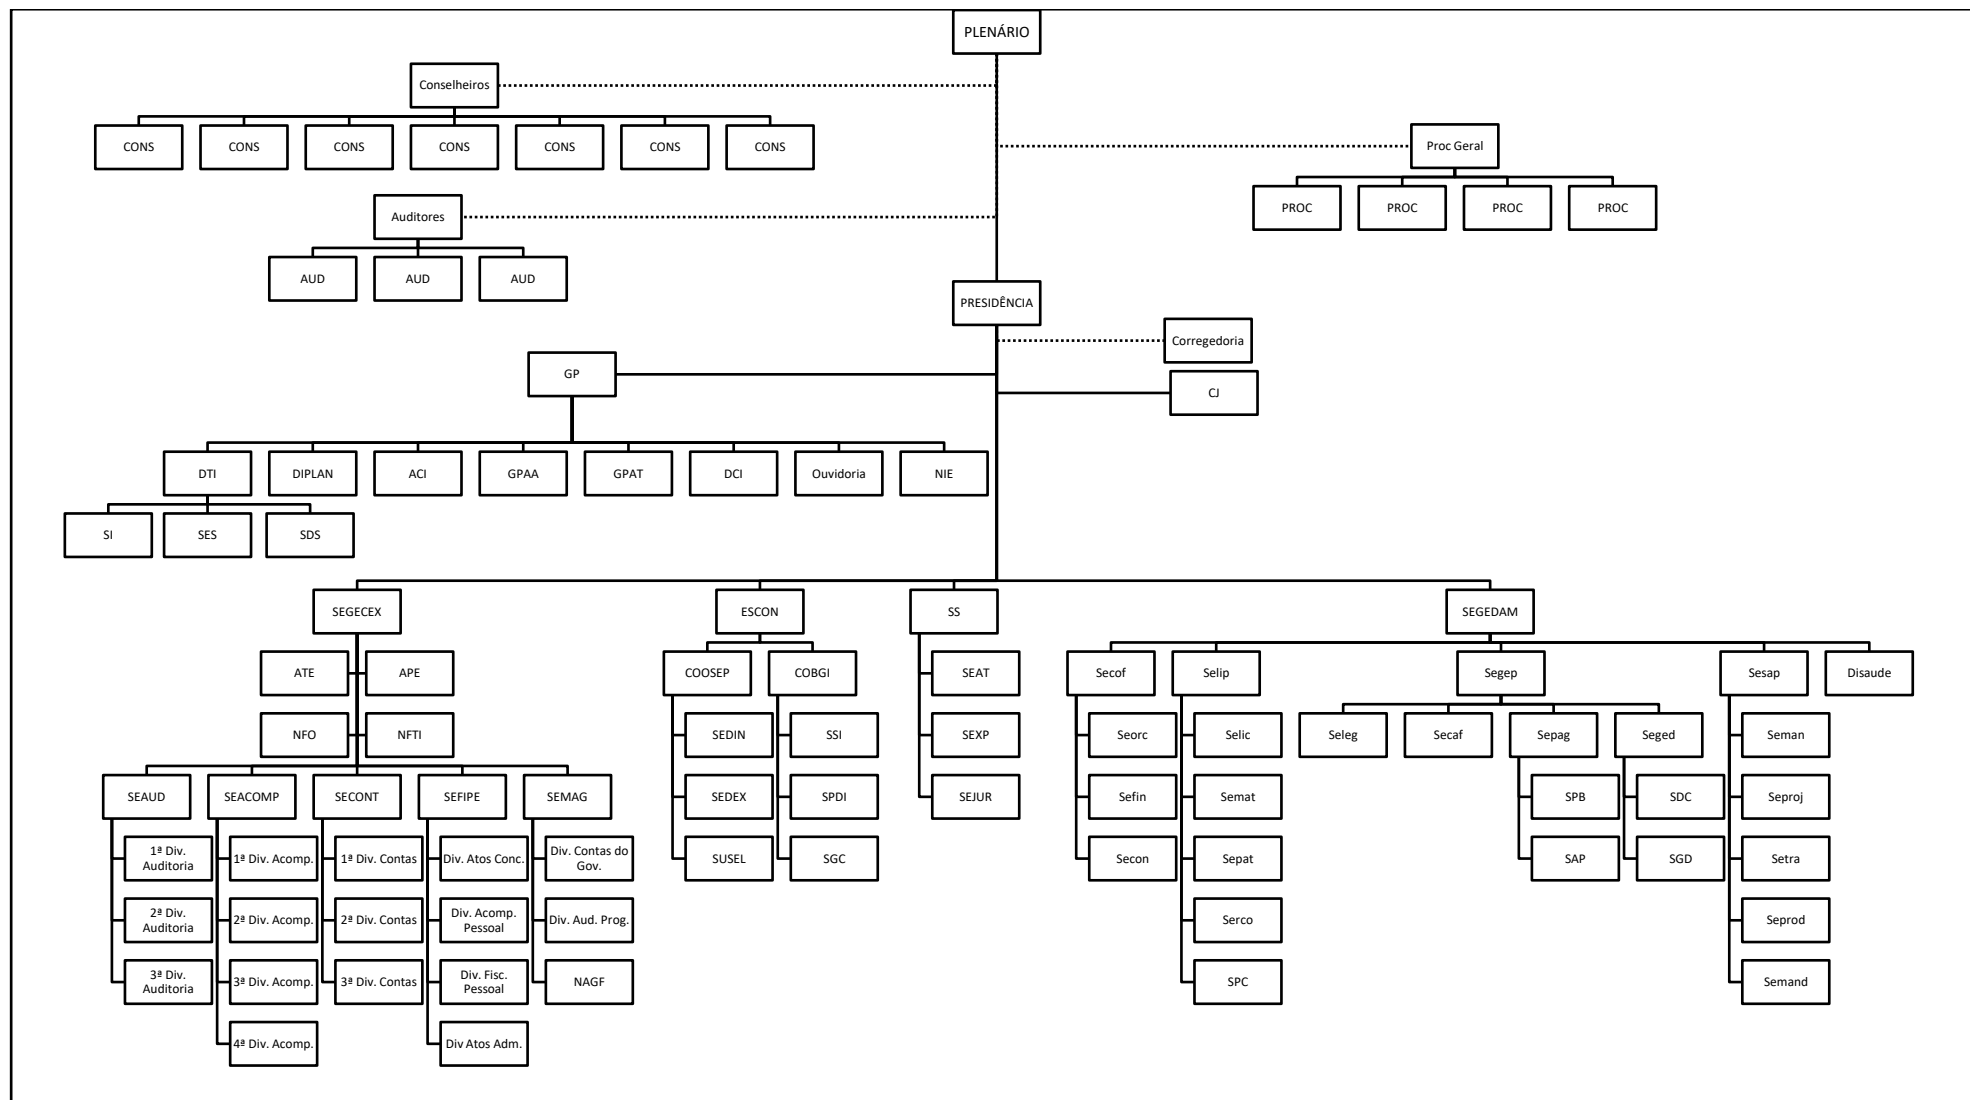 PLENÁRIO
Conselheiros
CONS
CONS
CONS
CONS
CONS
CONS
CONS
Proc Geral
PROC
PROC
PROC
PROC
Auditores
AUD
AUD
AUD
PRESIDÊNCIA
Corregedoria
GP
CJ
DTI
DIPLAN
ACI
GPAA
GPAT
DCI
Ouvidoria
NIE
SI
SES
SDS
SEGECEX
ESCON
SS
SEGEDAM
ATE
APE
COOSEP
COBGI
SEAT
Secof
Selip
Segep
Sesap
Disaude
NFO
NFTI
SEDIN
SSI
SEXP
Seorc
Selic
Seleg
Secaf
Sepag
Seged
Seman
SEAUD
SEACOMP
SECONT
SEFIPE
SEMAG
SEDEX
SPDI
SEJUR
Sefin
Semat
SPB
SDC
Seproj
1ª Div.
Auditoria
1ª Div. Acomp.
1ª Div. Contas
Div. Atos Conc.
Div. Contas do
Gov.
SUSEL
SGC
Secon
Sepat
SAP
SGD
Setra
2ª Div.
Auditoria
2ª Div. Acomp.
2ª Div. Contas
Div. Acomp.
Pessoal
Div. Aud. Prog.
Serco
Seprod
3ª Div.
Auditoria
3ª Div. Acomp.
3ª Div. Contas
Div. Fisc.
Pessoal
NAGF
SPC
Semand
4ª Div. Acomp.
Div Atos Adm.